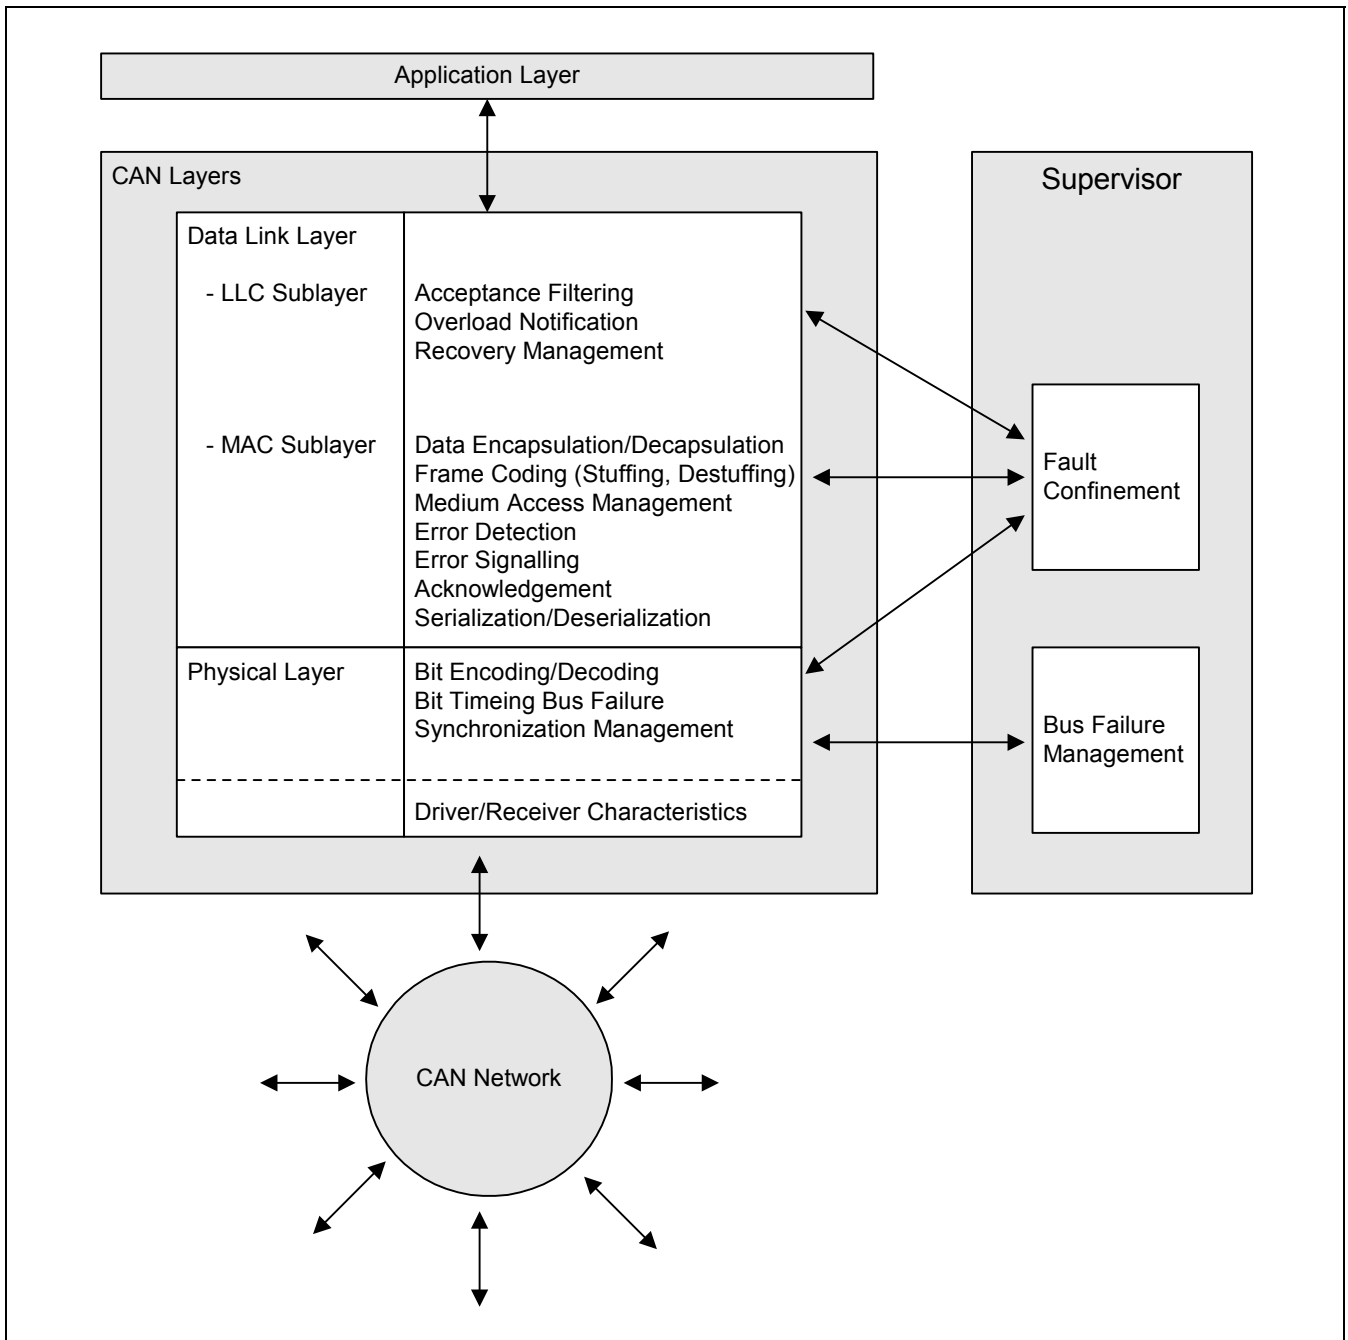 Application Layer
CAN Layers
Supervisor
Data Link Layer
- LLC Sublayer
Acceptance Filtering
Overload Notification
Recovery Management
- MAC Sublayer
Data Encapsulation/Decapsulation
Frame Coding (Stuffing, Destuffing)
Medium Access Management
Error Detection
Error Signalling
Acknowledgement
Serialization/Deserialization
Fault
Confinement
Physical Layer
Bit Encoding/Decoding
Bit Timeing Bus Failure
Synchronization Management
Driver/Receiver Characteristics
Bus Failure
Management
CAN Network